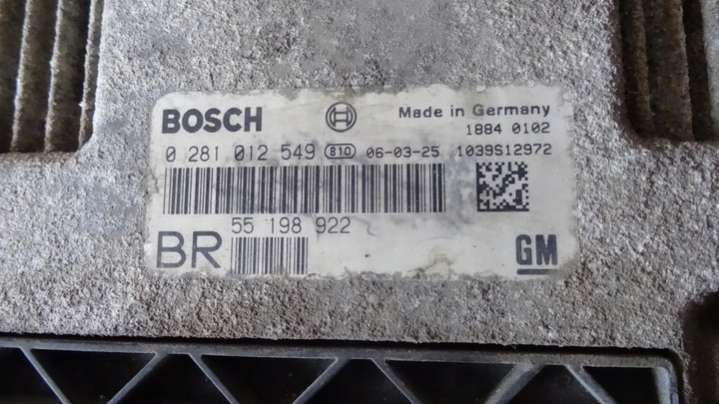 BOSCH Made in Germany
1884 0102
0 281 012 549 810 06-03-25 1039S12972
55 198 922
BR GM